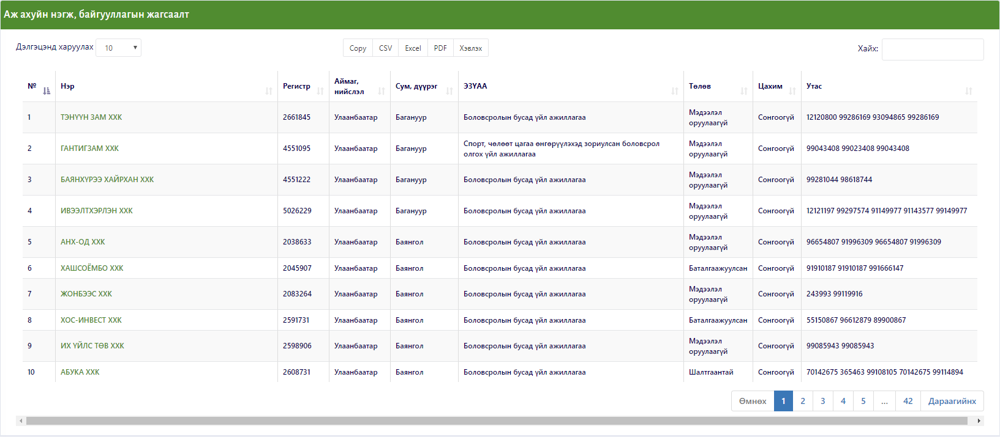 Аж ахуйн нэгж, байгууллагын жагсаалт
Дэлгэцэнд харуулах 10 Copy CSV Excel PDF Хэвлэх Хайх:
№ Нэр Регистр Аймаг, нийслэл Сум, дүүрэг ЭЗҮАА Төлөв Цахим Утас
1 ТЭНҮҮН ЗАМ ХХК 2661845 Улаанбаатар Багануур Боловсролын бусад үйл ажиллагаа Мэдээлэл оруулаагүй Сонгоогүй 12120800 99286169 93094865 99286169
2 ГАНТИГЗАМ ХХК 4551095 Улаанбаатар Багануур Спорт, чөлөөт цагаа өнгөрүүлэхэд зориулсан боловсрол олгох үйл ажиллагаа Мэдээлэл оруулаагүй Сонгоогүй 99043408 99023408 99043408
3 БАЯНХҮРЭЭ ХАЙРХАН ХХК 4551222 Улаанбаатар Багануур Боловсролын бусад үйл ажиллагаа Мэдээлэл оруулаагүй Сонгоогүй 99281044 98618744
4 ИВЭЭЛТХЭРЛЭН ХХК 5026229 Улаанбаатар Багануур Боловсролын бусад үйл ажиллагаа Мэдээлэл оруулаагүй Сонгоогүй 12121197 99297574 91149977 91143577 99149977
5 АНХ-ОД ХХК 2038633 Улаанбаатар Баянгол Боловсролын бусад үйл ажиллагаа Мэдээлэл оруулаагүй Сонгоогүй 96654807 91996309 96654807 91996309
6 ХАШСОЁМБО ХХК 2045907 Улаанбаатар Баянгол Боловсролын бусад үйл ажиллагаа Баталгаажуулсан Сонгоогүй 91910187 91910187 991666147
7 ЖОНБЭЭС ХХК 2083264 Улаанбаатар Баянгол Боловсролын бусад үйл ажиллагаа Мэдээлэл оруулаагүй Сонгоогүй 243993 99119916
8 ХОС-ИНВЕСТ ХХК 2591731 Улаанбаатар Баянгол Боловсролын бусад үйл ажиллагаа Баталгаажуулсан Сонгоогүй 55150867 96612879 89900867
9 ИХ ҮЙЛС ТӨВ ХХК 2598906 Улаанбаатар Баянгол Боловсролын бусад үйл ажиллагаа Мэдээлэл оруулаагүй Сонгоогүй 99085943 99085943
10 АБУКА ХХК 2608731 Улаанбаатар Баянгол Боловсролын бусад үйл ажиллагаа Шалтгаантай Сонгоогүй 70142675 365463 99108105 70142675 99114894
Өмнөх 1 2 3 4 5 ... 42 Дараагийнх